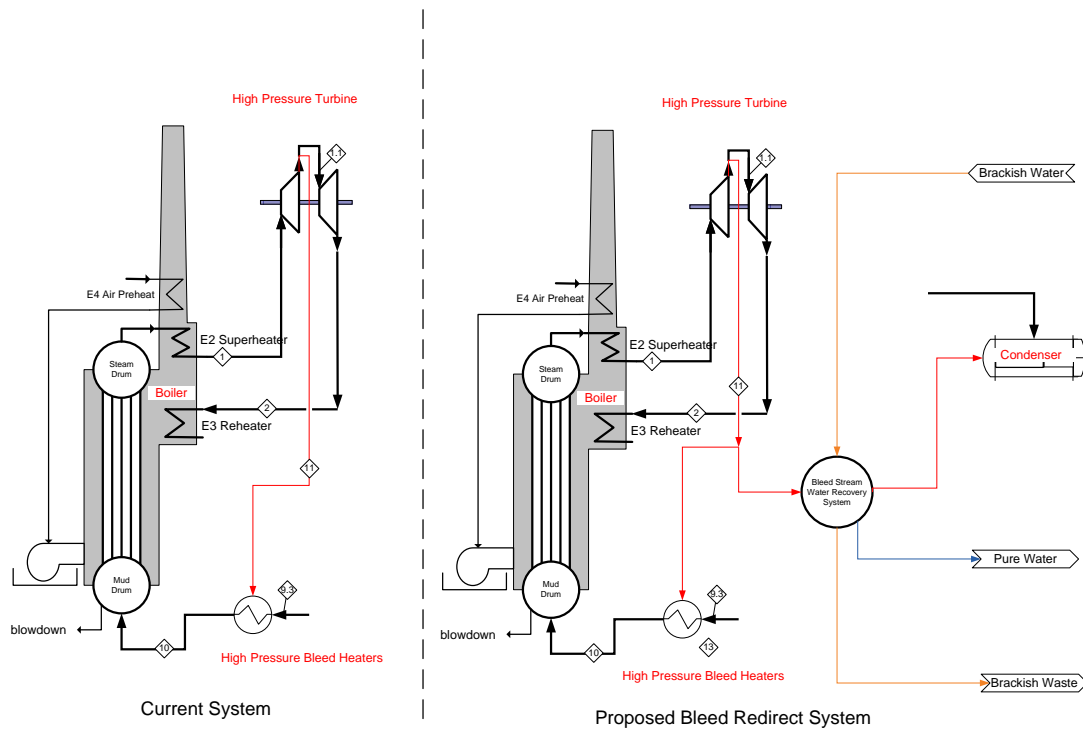 High Pressure Turbine
1.1
E4 Air Preheat
E2 Superheater
1
Steam
Drum
Boiler
2
E3 Reheater
11
Mud
Drum
9.3
blowdown
10
High Pressure Bleed Heaters
Current System
High Pressure Turbine
1.1
Brackish Water
E4 Air Preheat
E2 Superheater
1
Condenser
Steam
Drum
Boiler
11
2
E3 Reheater
Bleed Stream
Water Recovery
System
Pure Water
Mud
Drum
9.3
blowdown
10
13
High Pressure Bleed Heaters
Brackish Waste
Proposed Bleed Redirect System